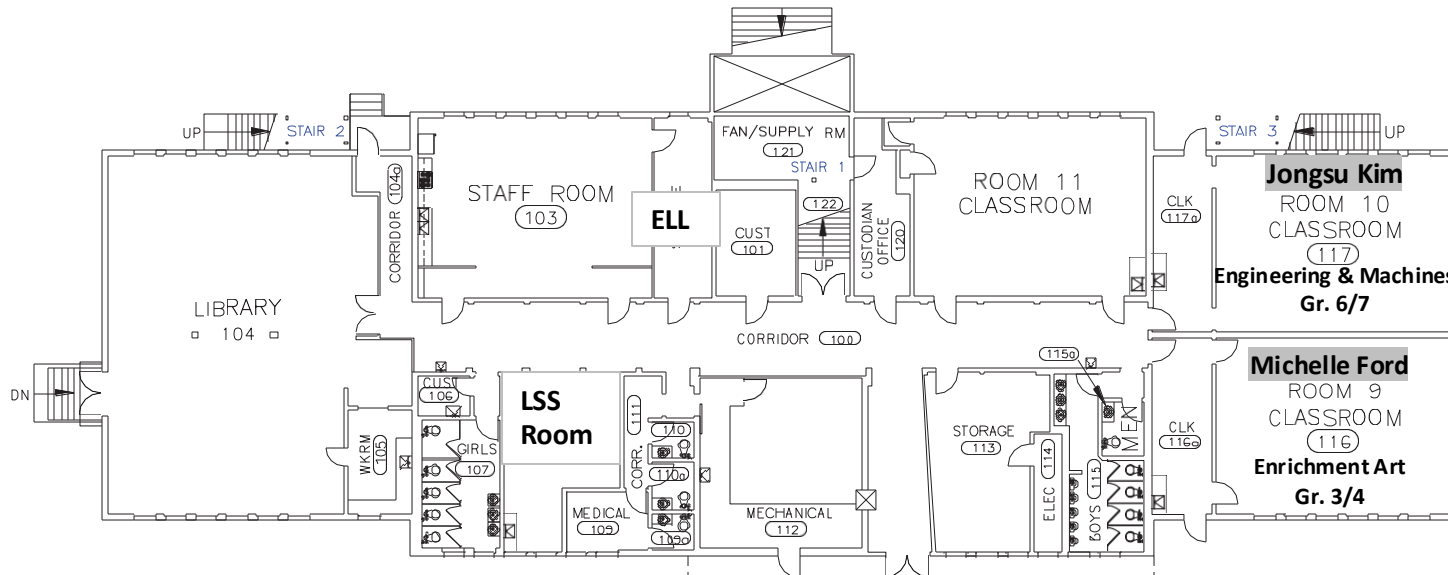 UP
STAIR 2
CORRIDOR
104a
STAFF ROOM
103
ELL
FAN/SUPPLY RM
121
STAIR 1
122
CUST
101
UP
CUSTODIAN
OFFICE
120
ROOM 11
CLASSROOM
STAIR 3
UP
CLK
117a
Jongsu Kim
ROOM 10
CLASSROOM
117
Engineering & Machines
Gr. 6/7
LIBRARY
104
CORRIDOR 100
DN
WKRM
105
CUST
106
GIRLS
107
LSS
Room
CORR.
111
110
110a
MEDICAL
109
109a
MECHANICAL
112
STORAGE
113
ELEC
114
115a
MEN
BOYS
115
CLK
116a
Michelle Ford
ROOM 9
CLASSROOM
116
Enrichment Art
Gr. 3/4